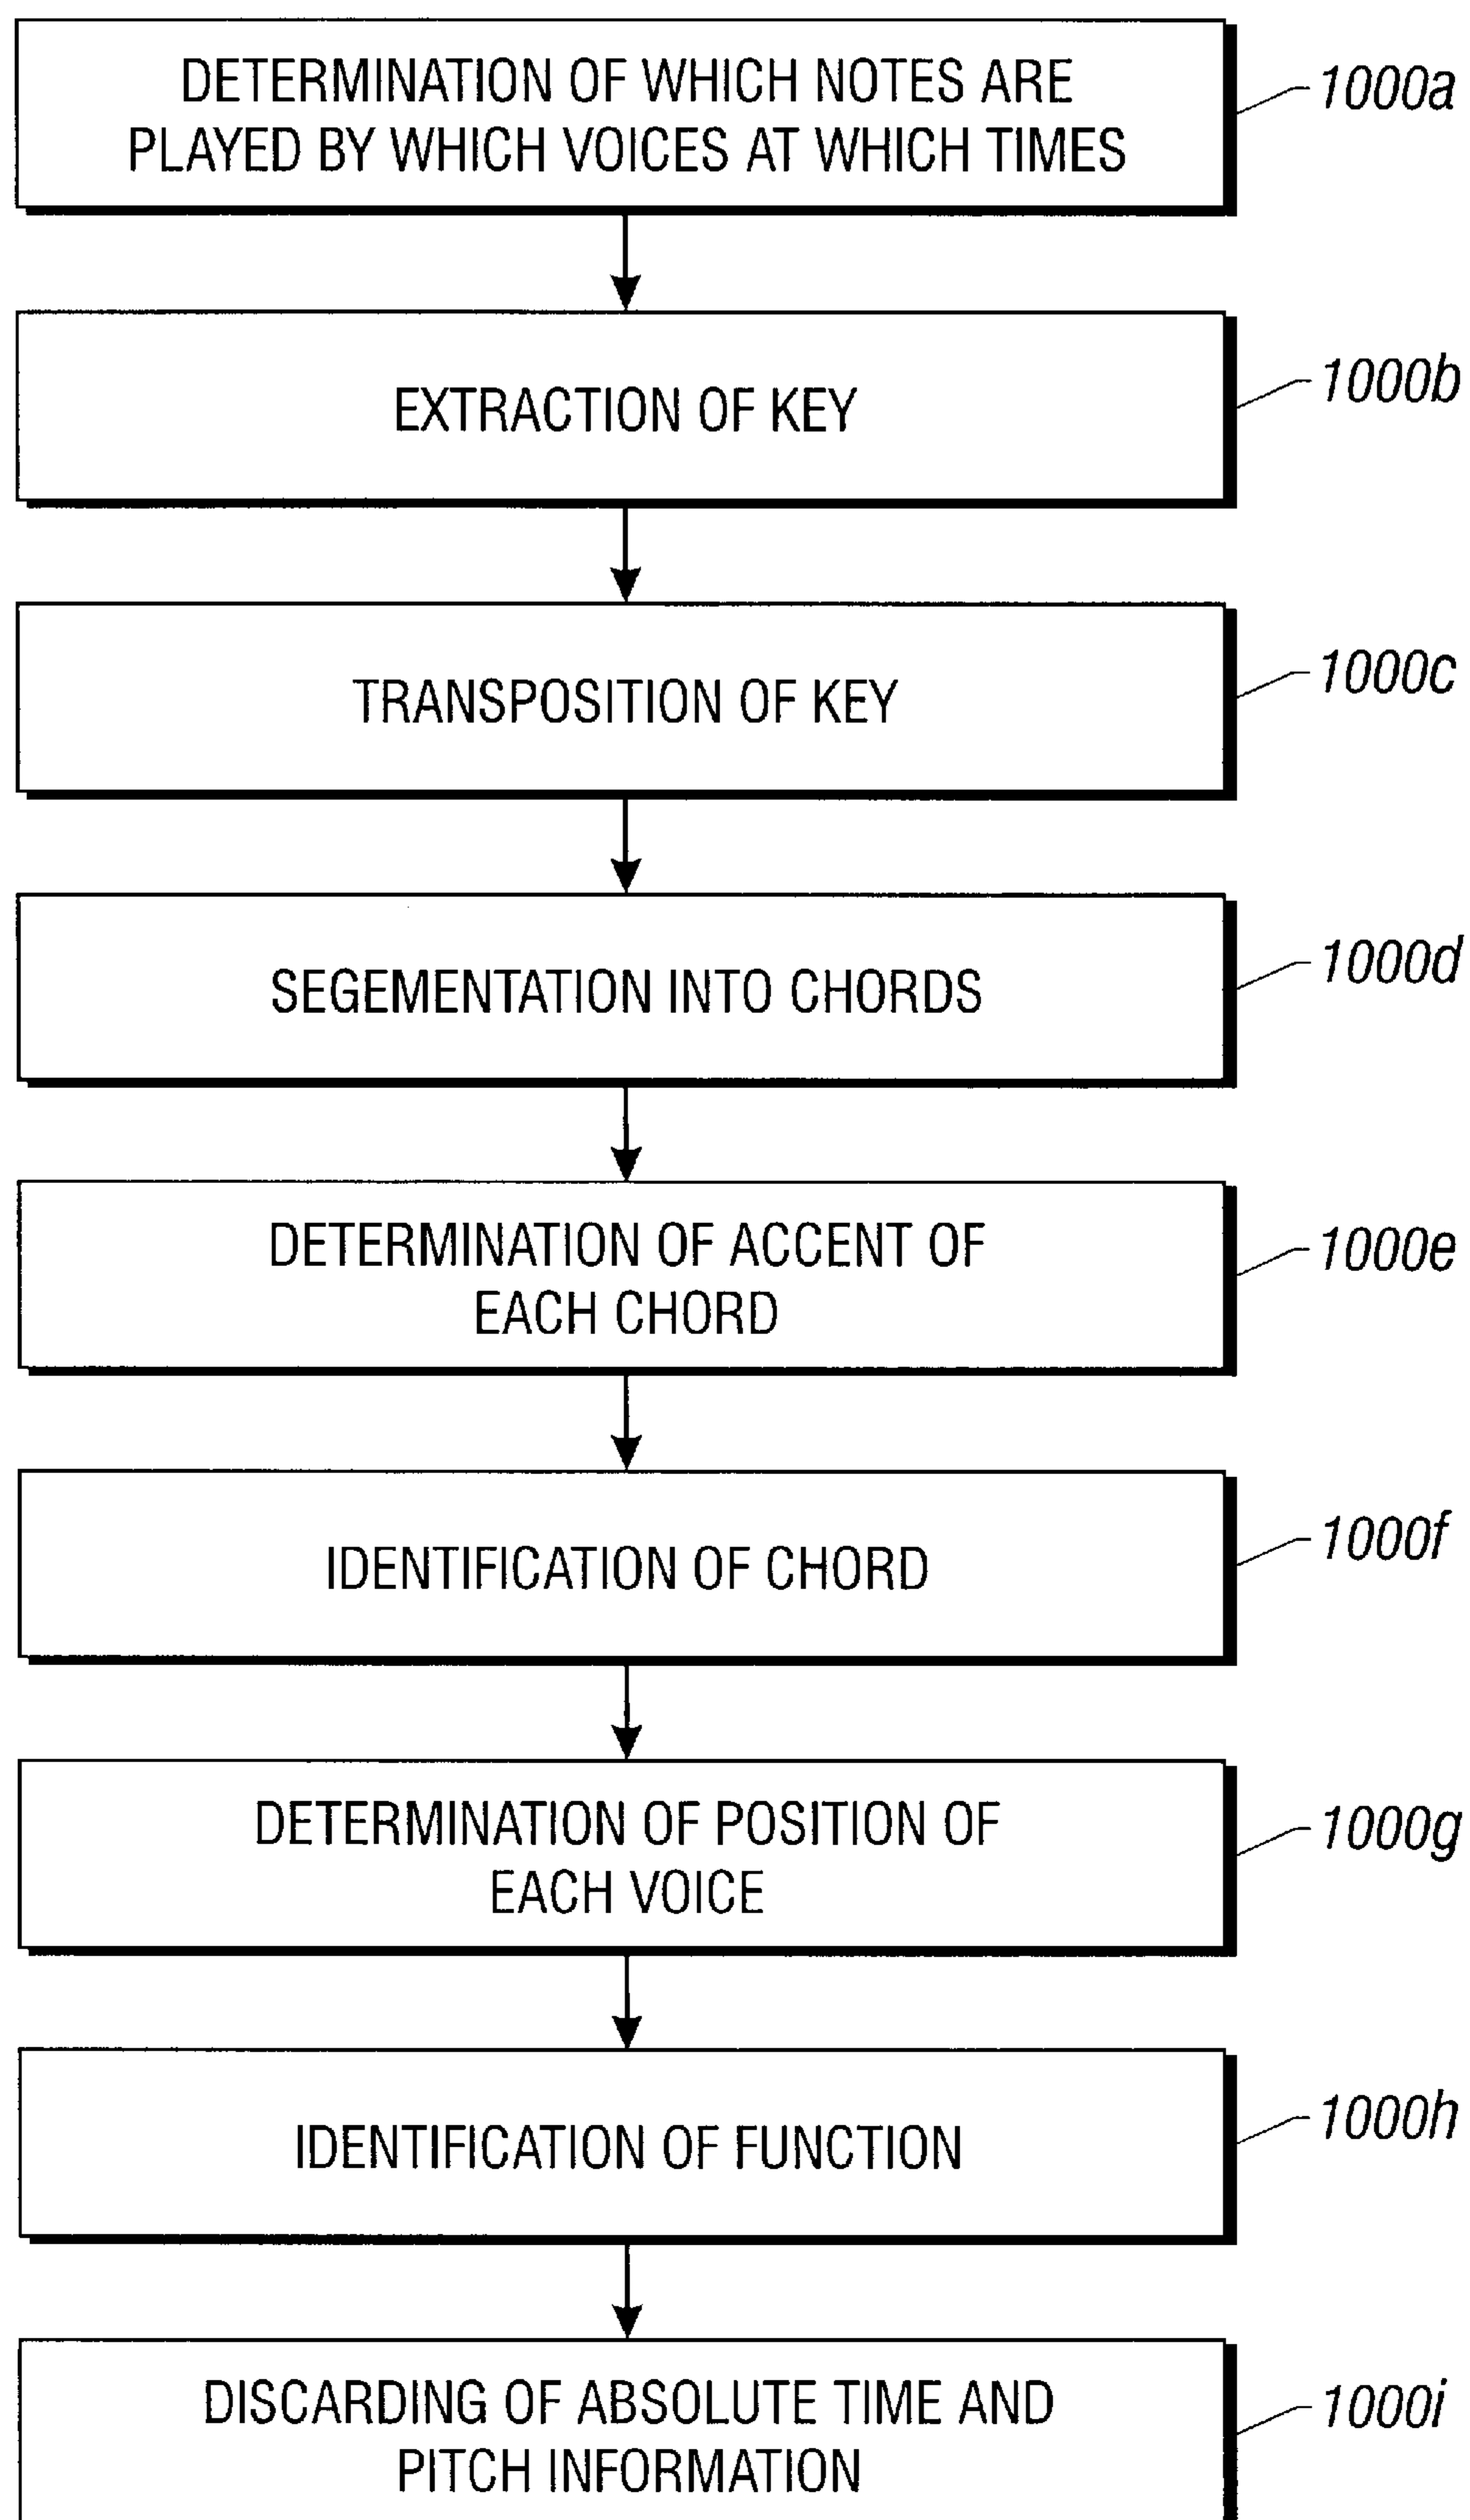 DETERMINATION OF WHICH NOTES ARE
PLAYED BY WHICH VOICES AT WHICH TIMES
1000a
EXTRACTION OF KEY
1000b
TRANSPOSITION OF KEY
1000c
SEGEMENTATION INTO CHORDS
1000d
DETERMINATION OF ACCENT OF
EACH CHORD
1000e
IDENTIFICATION OF CHORD
1000f
DETERMINATION OF POSITION OF
EACH VOICE
1000g
IDENTIFICATION OF FUNCTION
1000h
DISCARDING OF ABSOLUTE TIME AND
PITCH INFORMATION
1000i